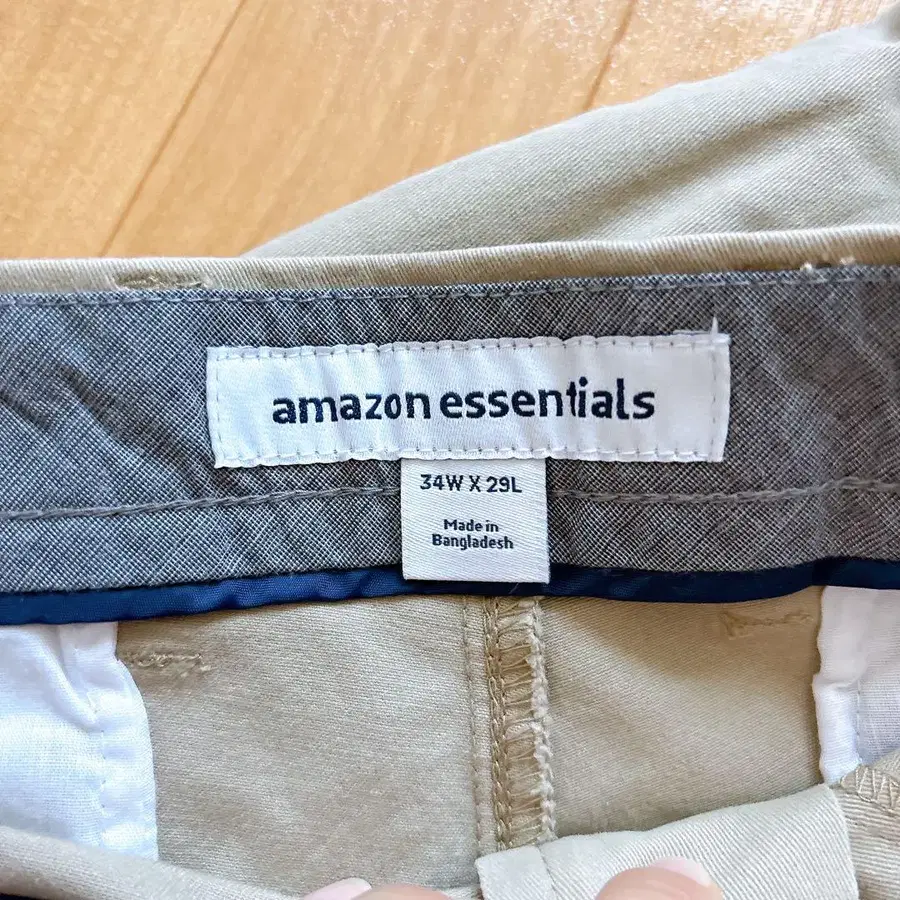 amazon essentials
34W X 29L
Made in
Bangladesh